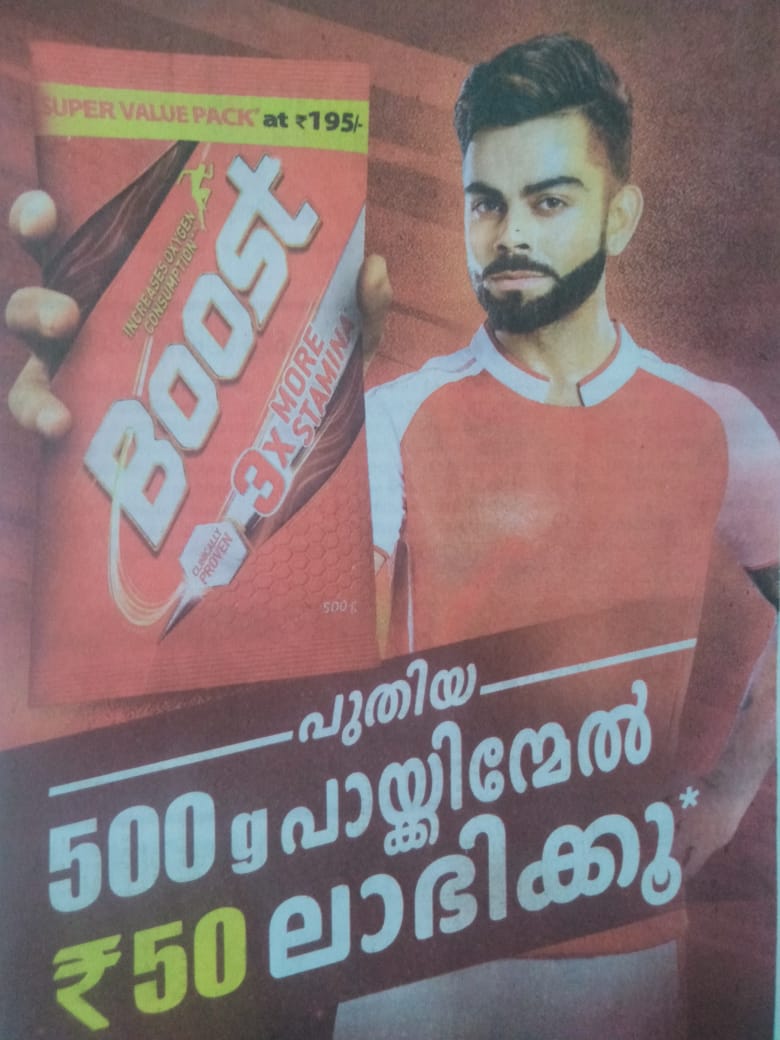 SUPER VALUE PACK* at ₹195/-
INCREASES OXYGEN
CONSUMPTION
BOOST
3X MORE
STAMINA
CLINICALLY
PROVEN
500 g
പുതിയ
500 g പായ്ക്കിന്മേൽ
₹50 ലാഭിക്കൂ*